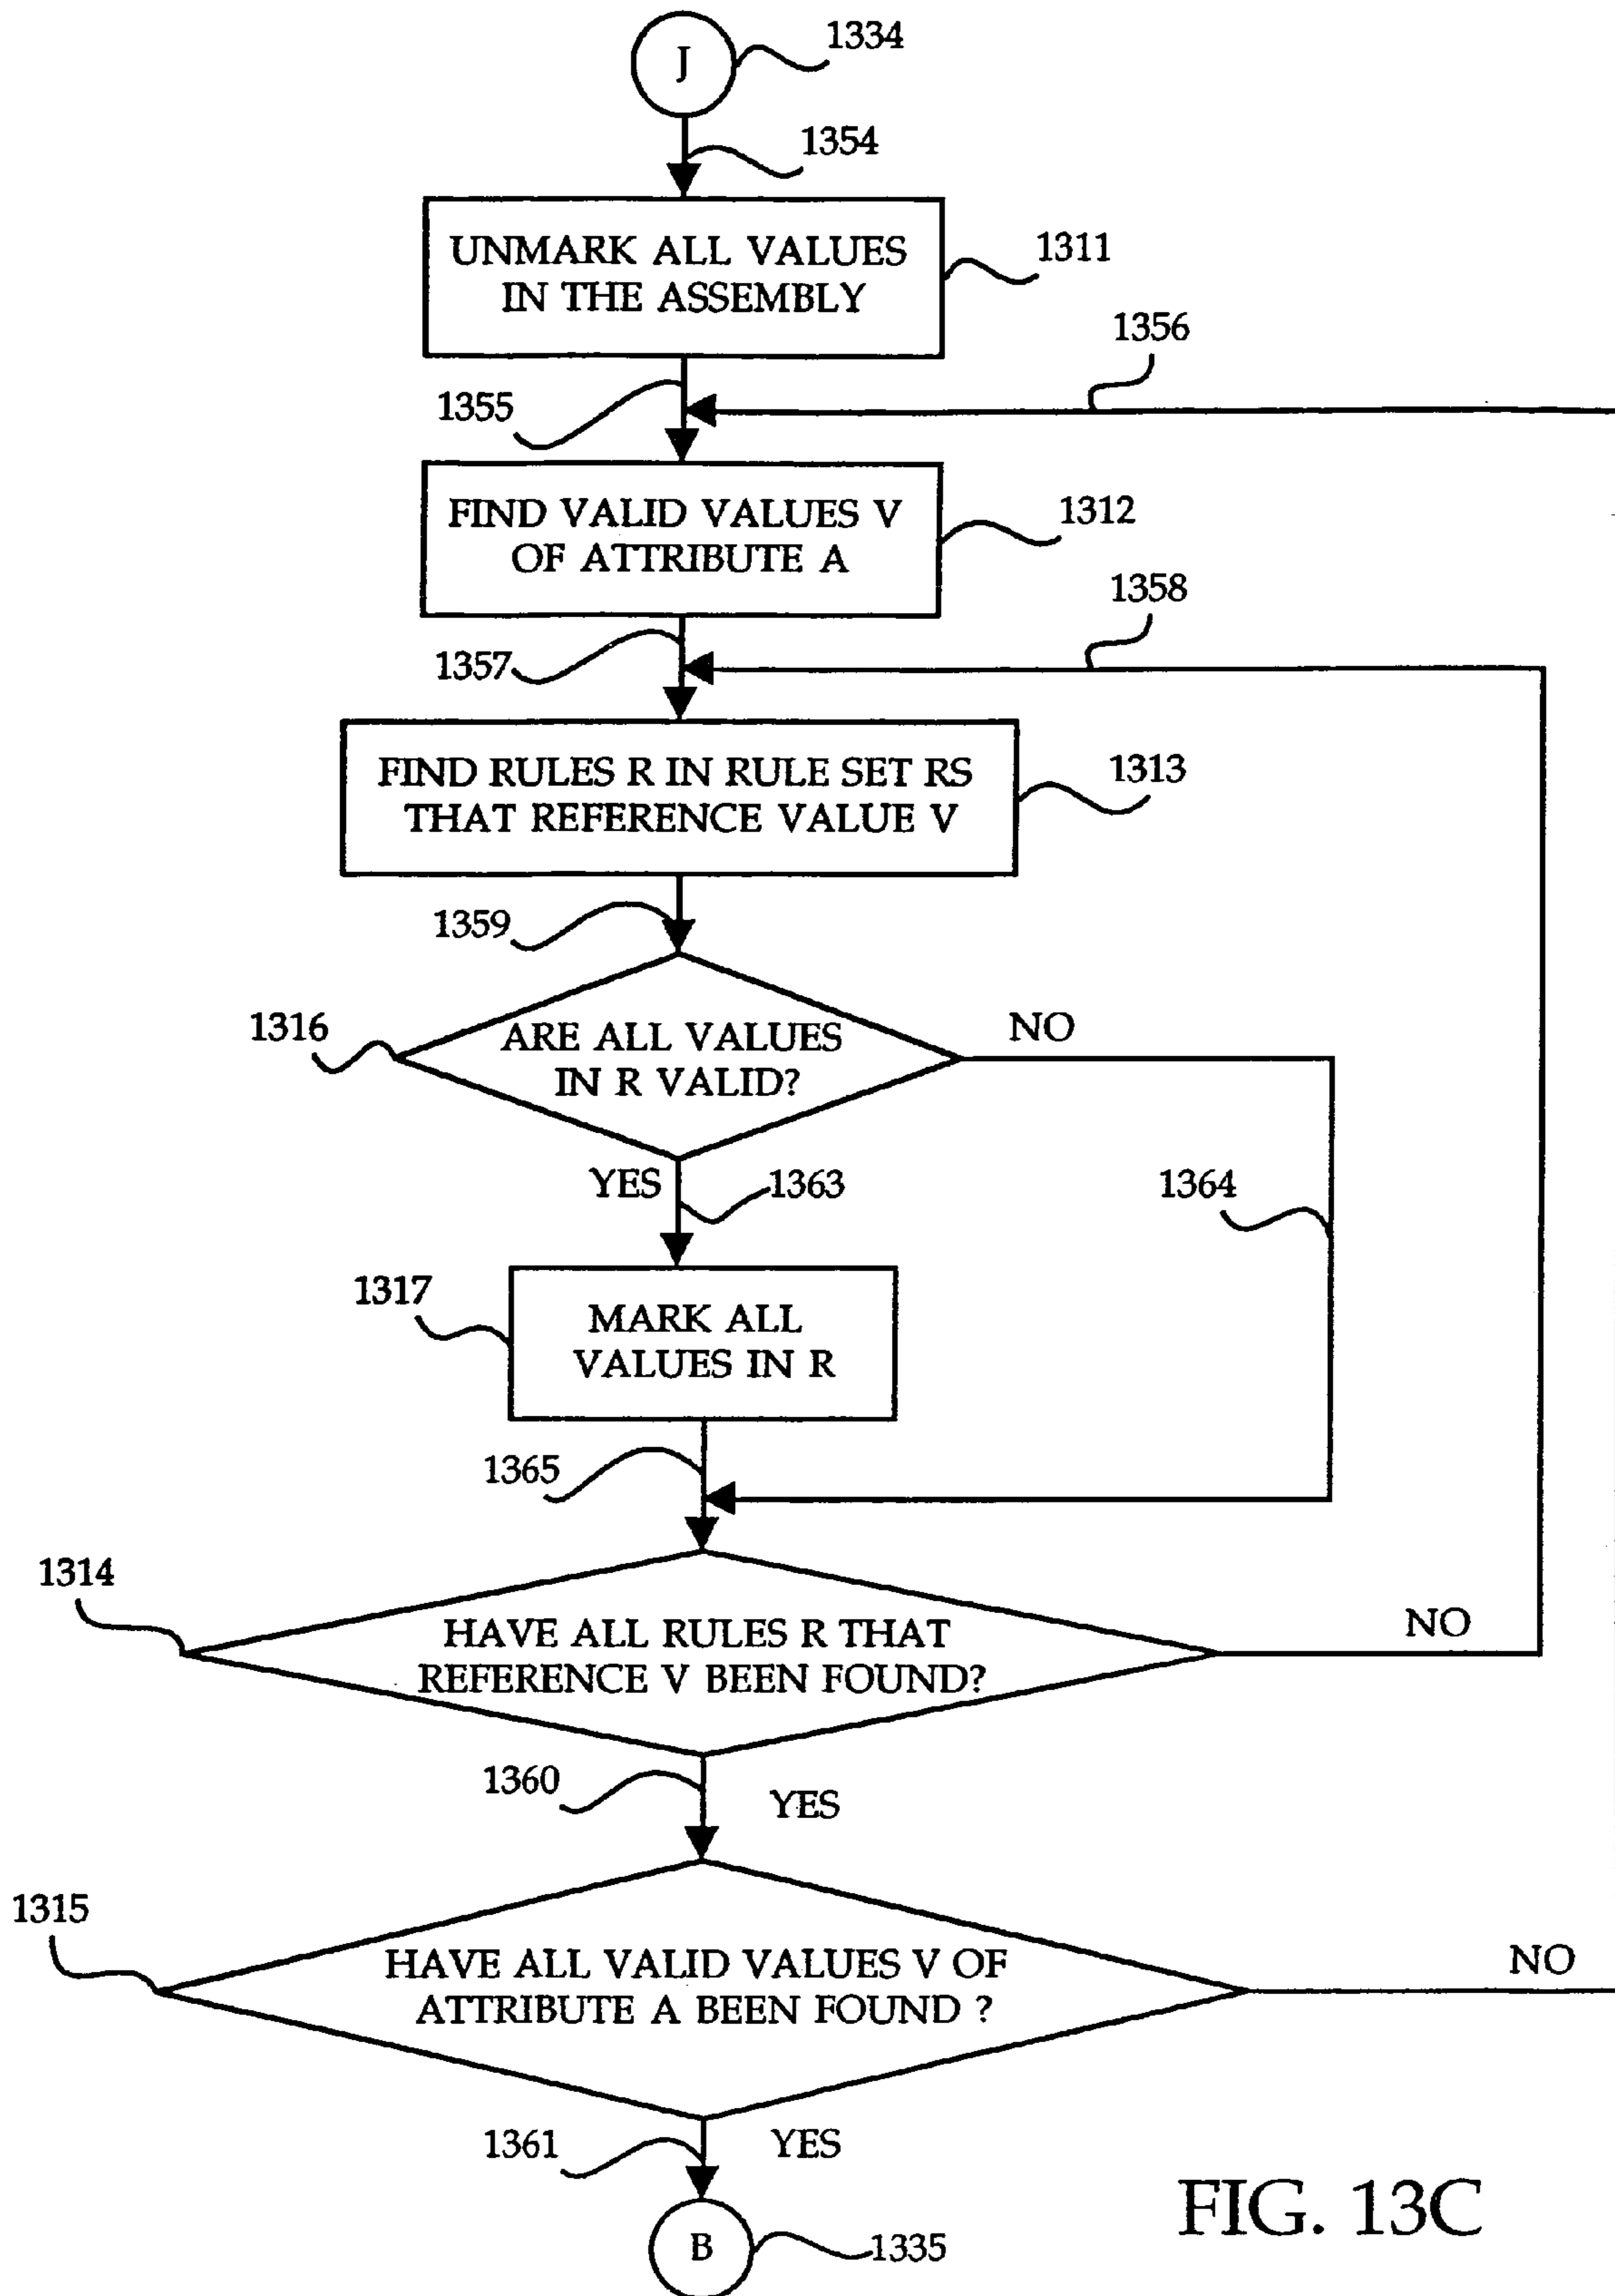 J
1334
1354
UNMARK ALL VALUES
IN THE ASSEMBLY
1311
1356
1355
FIND VALID VALUES V
OF ATTRIBUTE A
1312
1358
1357
FIND RULES R IN RULE SET RS
THAT REFERENCE VALUE V
1313
1359
1316
ARE ALL VALUES
IN R VALID?
NO
YES
1363
1364
1317
MARK ALL
VALUES IN R
1365
1314
HAVE ALL RULES R THAT
REFERENCE V BEEN FOUND?
NO
1360
YES
1315
HAVE ALL VALID VALUES V OF
ATTRIBUTE A BEEN FOUND ?
NO
1361
YES
B
1335
FIG. 13C